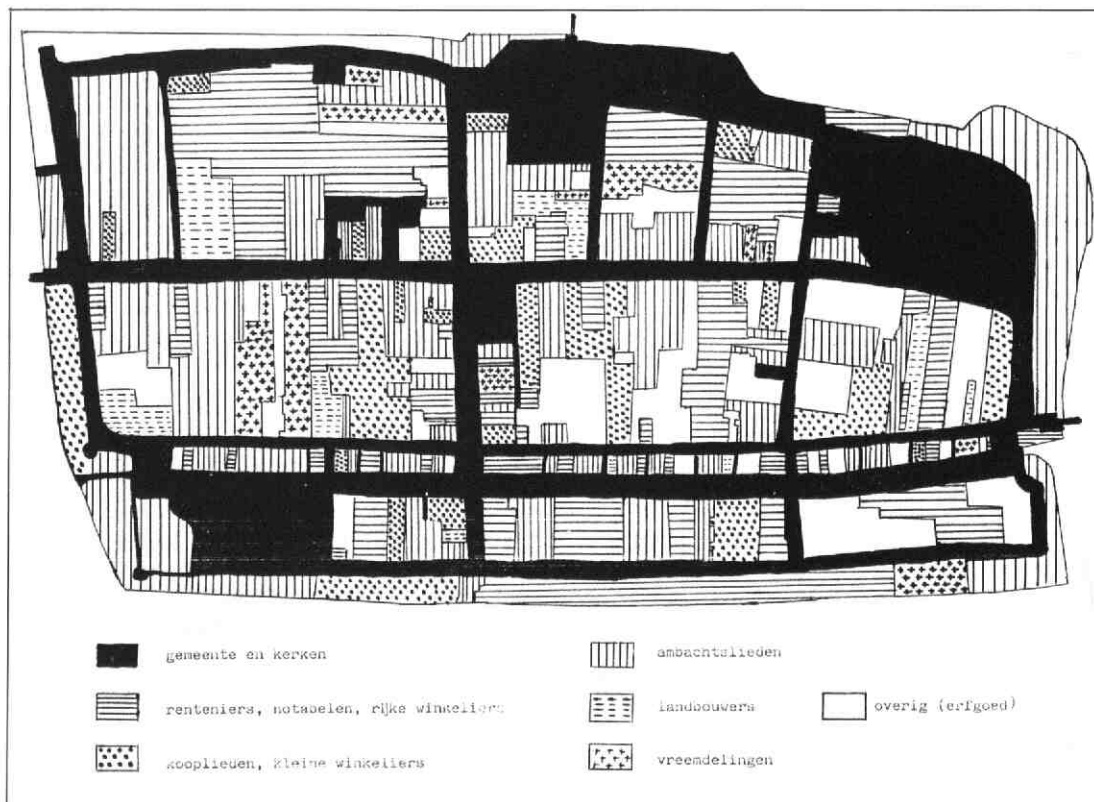 gemeente en kerken
renteniers, notabelen, rijke winkeliers
kooplieden, kleine winkeliers
ambachtslieden
landbouwers
vreemdelingen
overig (erfgoed)